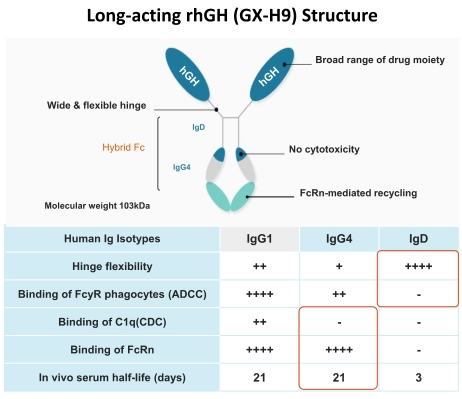 Long-acting rhGH (GX-H9) Structure
hGH
hGH
Broad range of drug moiety
Wide & flexible hinge
IgD
Hybrid Fc
No cytotoxicity
IgG4
FcRn-mediated recycling
Molecular weight 103kDa
Human Ig Isotypes IgG1 IgG4 IgD
Hinge flexibility ++ + ++++
Binding of FcγR phagocytes (ADCC) ++++ ++ -
Binding of C1q(CDC) ++ - -
Binding of FcRn ++++ ++++ -
In vivo serum half-life (days) 21 21 3